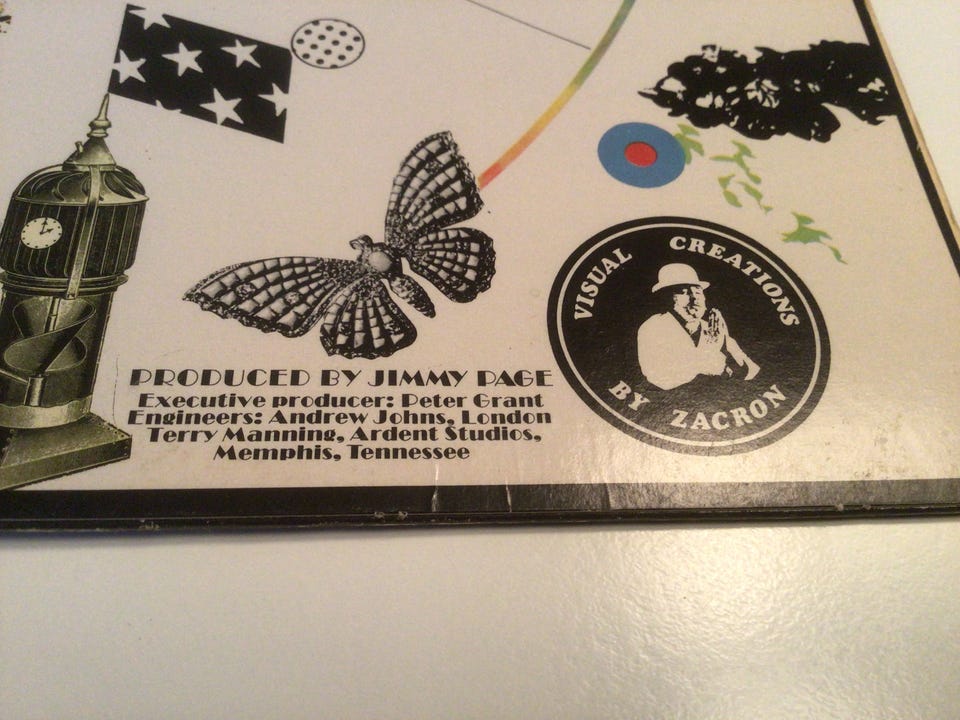 PRODUCED BY JIMMY PAGE
Executive producer: Peter Grant
Engineers: Andrew Johns, London
Terry Manning, Ardent Studios,
Memphis, Tennessee
VISUAL CREATIONS
BY ZACRON